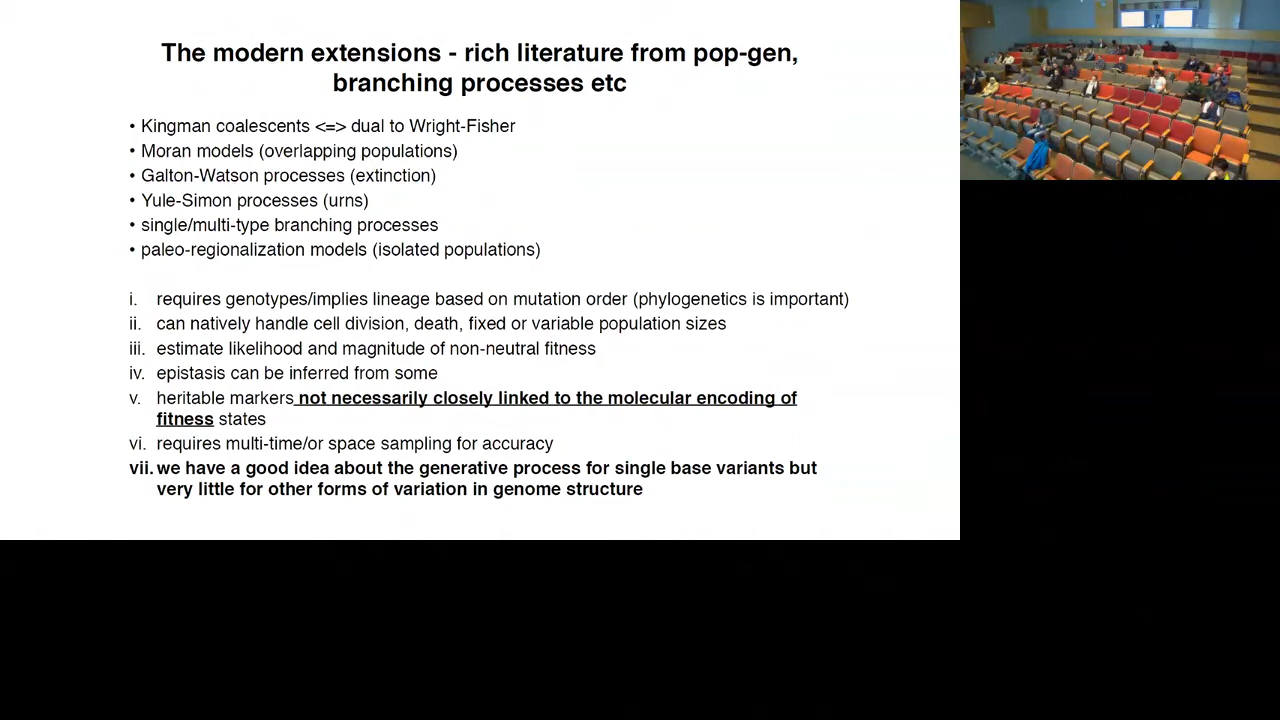 The modern extensions - rich literature from pop-gen,
branching processes etc
• Kingman coalescents <=> dual to Wright-Fisher
• Moran models (overlapping populations)
• Galton-Watson processes (extinction)
• Yule-Simon processes (urns)
• single/multi-type branching processes
• paleo-regionalization models (isolated populations)
i. requires genotypes/implies lineage based on mutation order (phylogenetics is important)
ii. can natively handle cell division, death, fixed or variable population sizes
iii. estimate likelihood and magnitude of non-neutral fitness
iv. epistasis can be inferred from some
v. heritable markers not necessarily closely linked to the molecular encoding of
fitness states
vi. requires multi-time/or space sampling for accuracy
vii. we have a good idea about the generative process for single base variants but
very little for other forms of variation in genome structure